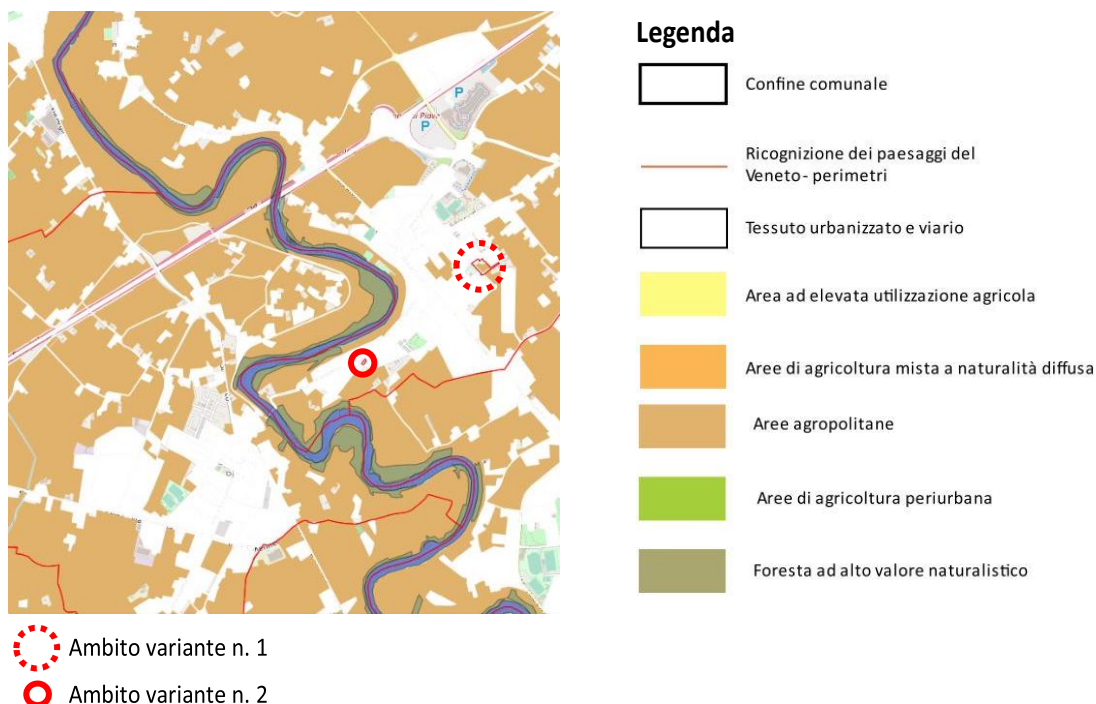 P
P
di Piave
Legenda
Confine comunale
Ricognizione dei paesaggi del
Veneto - perimetri
Tessuto urbanizzato e viario
Area ad elevata utilizzazione agricola
Aree di agricoltura mista a naturalità diffusa
Aree agropolitane
Aree di agricoltura periurbana
Foresta ad alto valore naturalistico
Ambito variante n. 1
Ambito variante n. 2